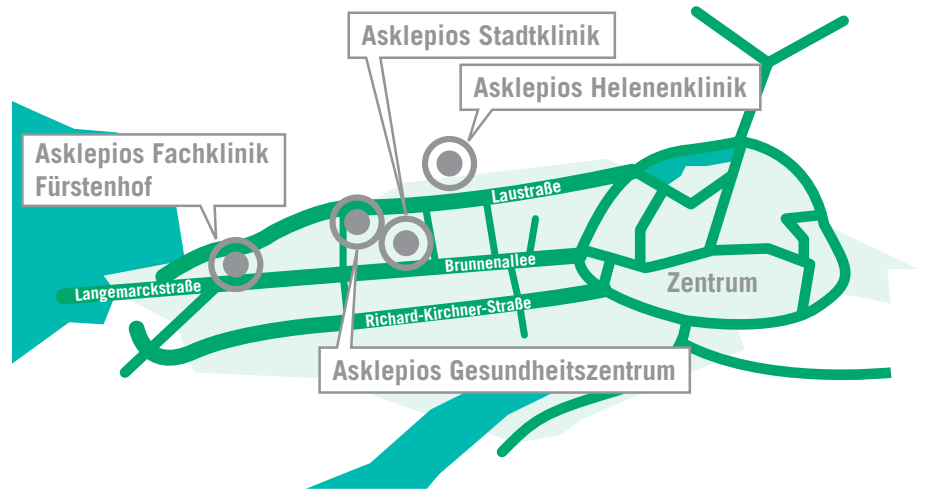 Asklepios Stadtklinik
Asklepios Helenenklinik
Asklepios Fachklinik
Fürstenhof
Laustraße
Brunnenallee
Zentrum
Langemarckstraße
Richard-Kirchner-Straße
Asklepios Gesundheitszentrum